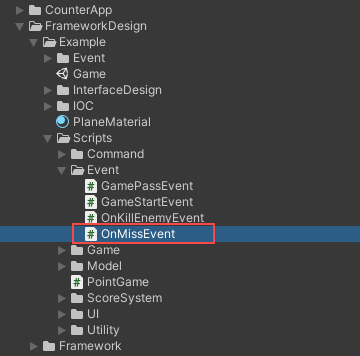 CounterApp
FrameworkDesign
Example
Event
Game
InterfaceDesign
IOC
PlaneMaterial
Scripts
Command
Event
GamePassEvent
GameStartEvent
OnKillEnemyEvent
OnMissEvent
Game
Model
PointGame
ScoreSystem
UI
Utility
Framework